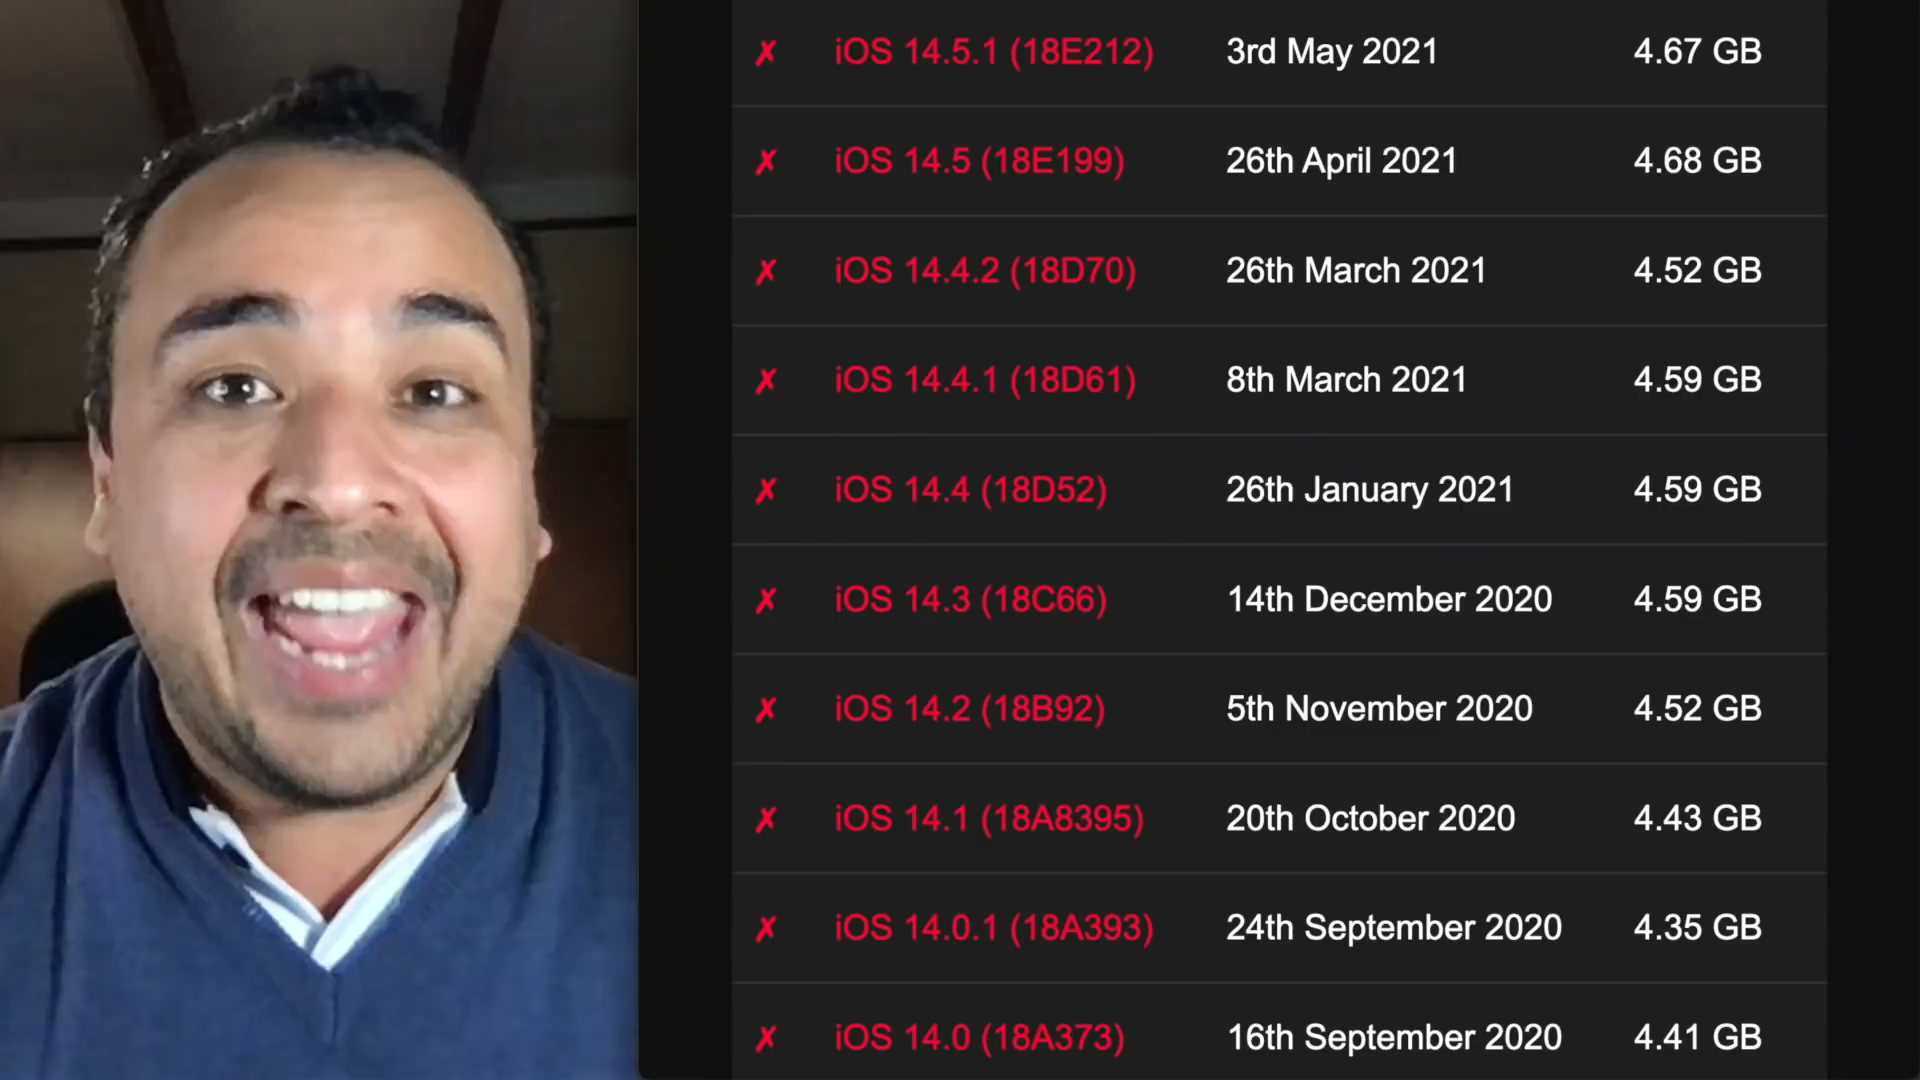 ✗ iOS 14.5.1 (18E212) 3rd May 2021 4.67 GB
✗ iOS 14.5 (18E199) 26th April 2021 4.68 GB
✗ iOS 14.4.2 (18D70) 26th March 2021 4.52 GB
✗ iOS 14.4.1 (18D61) 8th March 2021 4.59 GB
✗ iOS 14.4 (18D52) 26th January 2021 4.59 GB
✗ iOS 14.3 (18C66) 14th December 2020 4.59 GB
✗ iOS 14.2 (18B92) 5th November 2020 4.52 GB
✗ iOS 14.1 (18A8395) 20th October 2020 4.43 GB
✗ iOS 14.0.1 (18A393) 24th September 2020 4.35 GB
✗ iOS 14.0 (18A373) 16th September 2020 4.41 GB